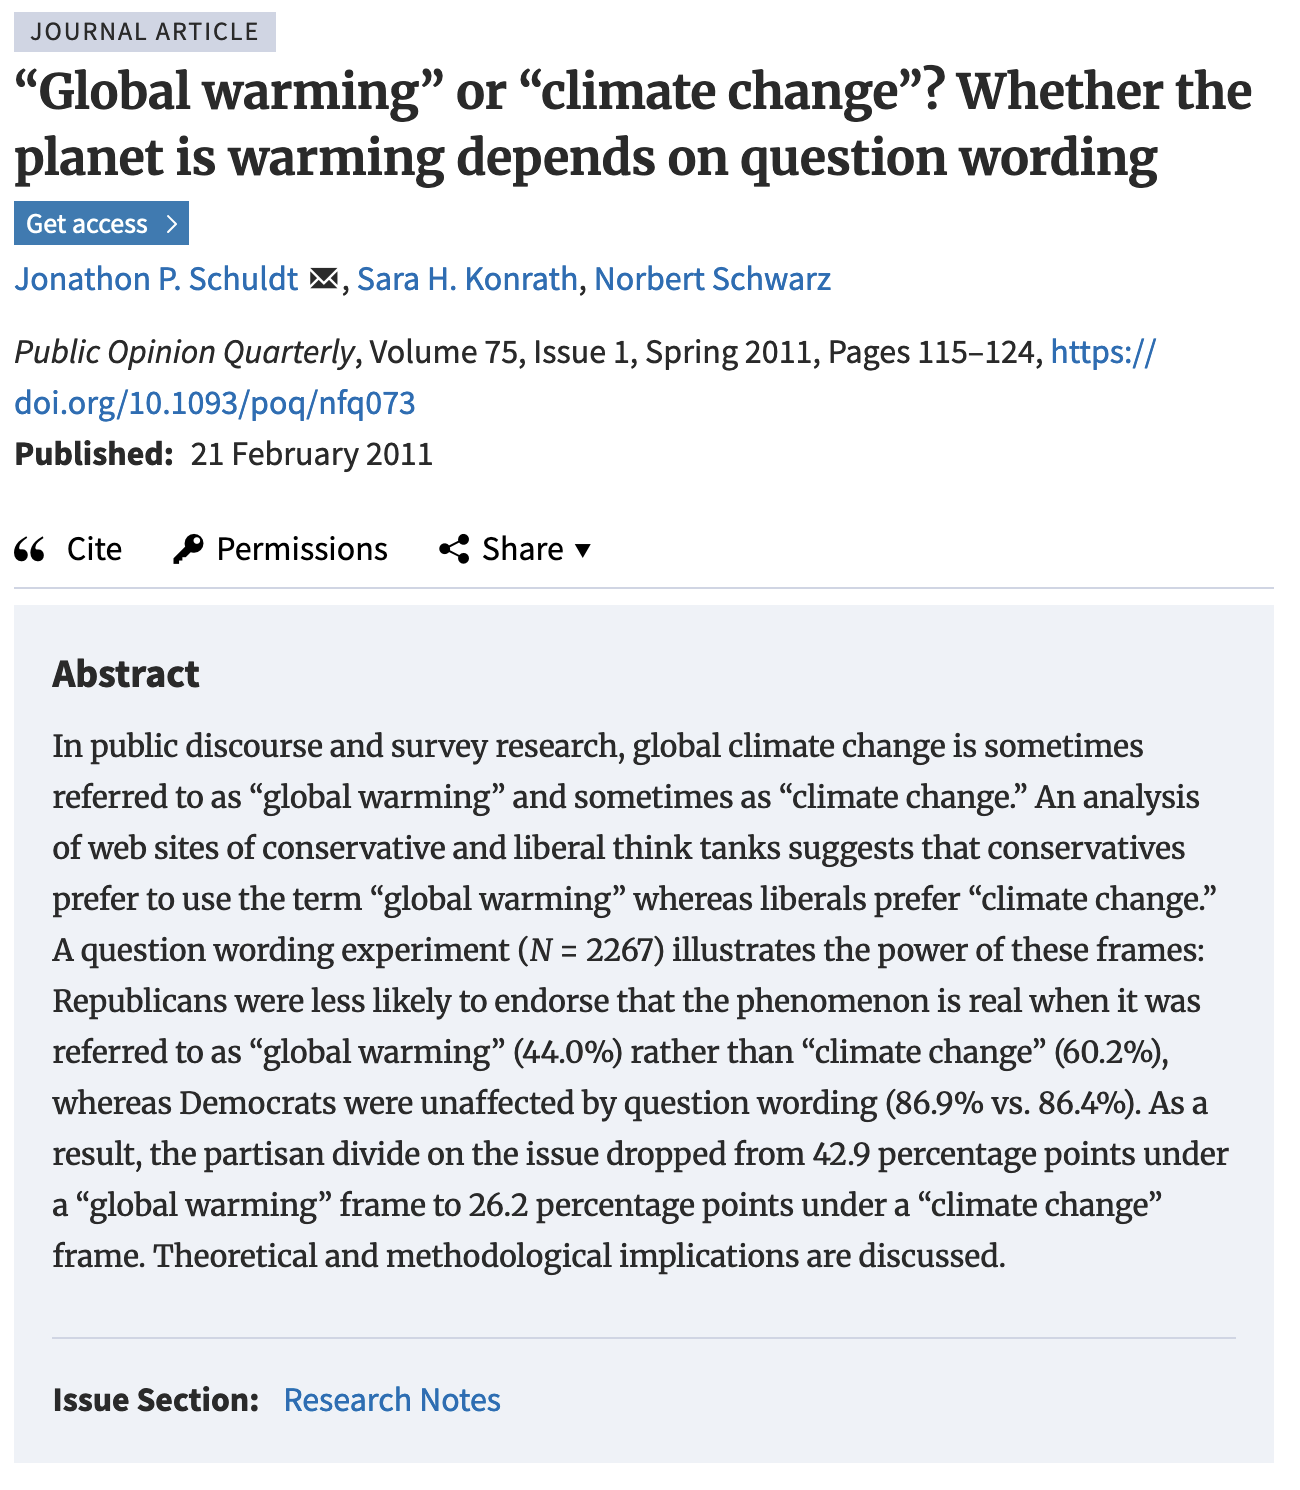 JOURNAL ARTICLE
“Global warming” or “climate change”? Whether the
planet is warming depends on question wording
Get access
Jonathon P. Schuldt , Sara H. Konrath, Norbert Schwarz
Public Opinion Quarterly, Volume 75, Issue 1, Spring 2011, Pages 115–124, https://
doi.org/10.1093/poq/nfq073
Published: 21 February 2011
Cite Permissions Share
Abstract
In public discourse and survey research, global climate change is sometimes
referred to as “global warming” and sometimes as “climate change.” An analysis
of web sites of conservative and liberal think tanks suggests that conservatives
prefer to use the term “global warming” whereas liberals prefer “climate change.”
A question wording experiment (N = 2267) illustrates the power of these frames:
Republicans were less likely to endorse that the phenomenon is real when it was
referred to as “global warming” (44.0%) rather than “climate change” (60.2%),
whereas Democrats were unaffected by question wording (86.9% vs. 86.4%). As a
result, the partisan divide on the issue dropped from 42.9 percentage points under
a “global warming” frame to 26.2 percentage points under a “climate change”
frame. Theoretical and methodological implications are discussed.
Issue Section: Research Notes